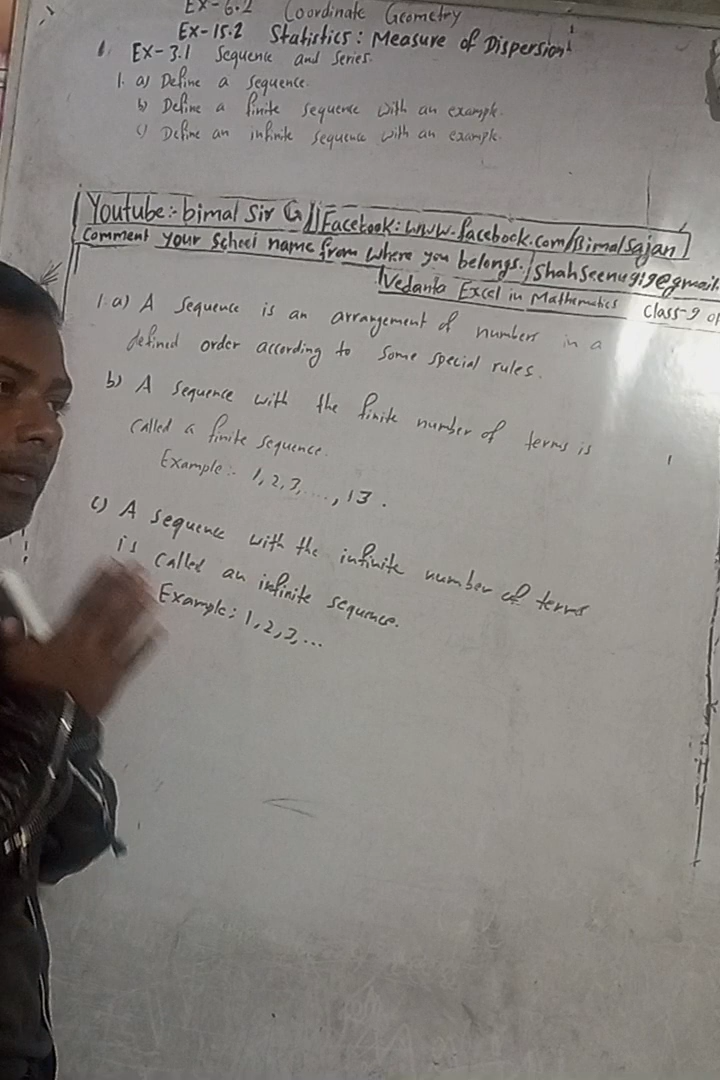 Ex-6.2 Coordinate Geometry
Ex-15.2 Statistics: Measure of Dispersion
Ex-3.1 Sequence and Series.
1. a) Define a sequence.
b) Define a finite sequence with an example.
c) Define an infinite sequence with an example.
Youtube:- bimal Sir G || Facebook: www.facebook.com/BimalSajan
Comment your School name from where you belongs. / Shahseenu9i9@gmail.
Vedanta Excel in Mathematics Class-9
1. a) A sequence is an arrangement of numbers in a
defined order according to some special rules.
b) A sequence with the finite number of terms is
called a finite sequence.
Example:- 1, 2, 3, ..., 13.
c) A sequence with the infinite number of terms
is called an infinite sequence.
Example: 1, 2, 3, ...